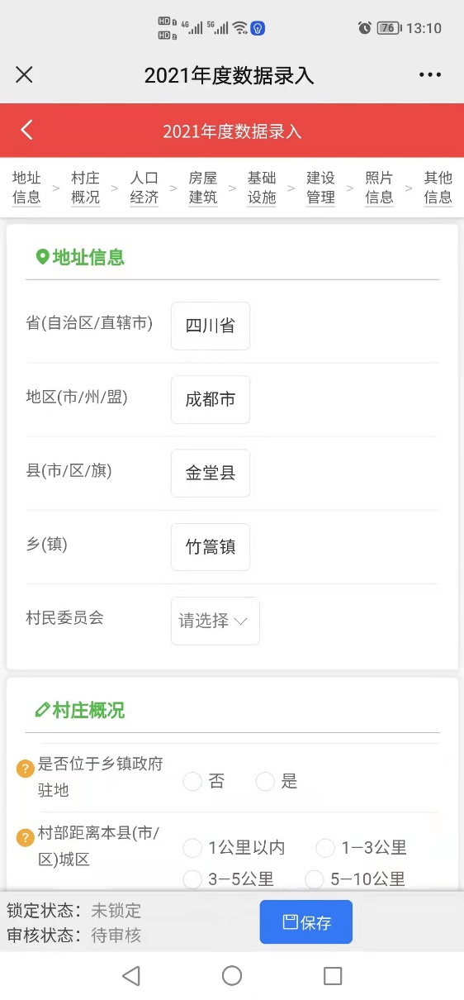 HD 1 4G 5G 76 13:10
HD 2
2021年度数据录入
2021年度数据录入
地址信息 > 村庄概况 > 人口经济 > 房屋建筑 > 基础设施 > 建设管理 > 照片信息 > 其他信息
地址信息
省(自治区/直辖市) 四川省
地区(市/州/盟) 成都市
县(市/区/旗) 金堂县
乡(镇) 竹篙镇
村民委员会 请选择
村庄概况
? 是否位于乡镇政府
驻地
否 是
? 村部距离本县(市/
区)城区
1公里以内 1—3公里
3—5公里 5—10公里
锁定状态：未锁定
审核状态：待审核
保存